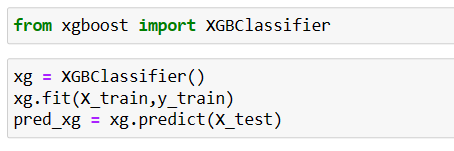 from xgboost import XGBClassifier
xg = XGBClassifier()
xg.fit(X_train,y_train)
pred_xg = xg.predict(X_test)